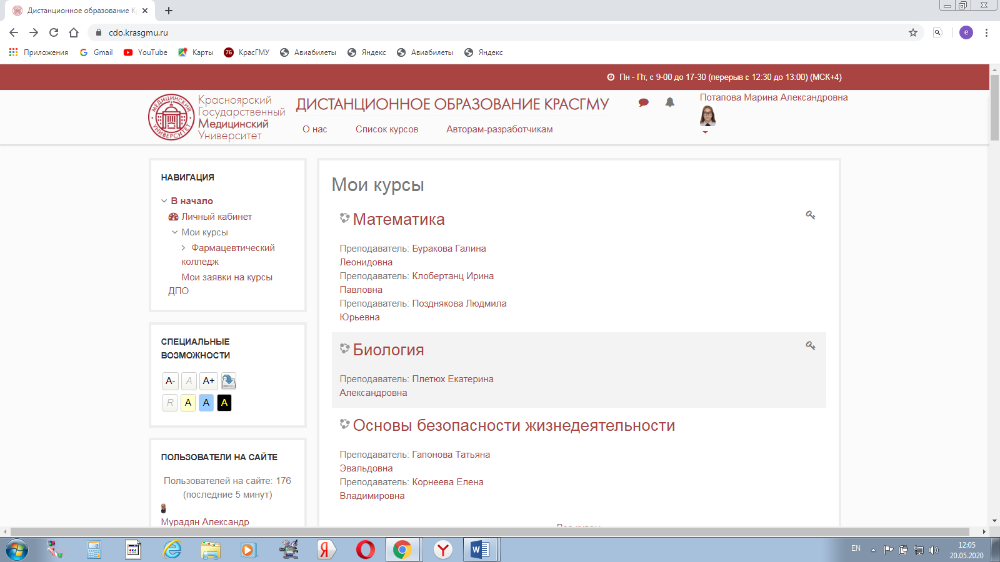 Дистанционное образование К
cdo.krasgmu.ru
e
Приложения
Gmail
YouTube
Карты
76
КрасГМУ
Авиабилеты
Яндекс
Авиабилеты
Яндекс
Пн - Пт, с 9-00 до 17-30 (перерыв с 12:30 до 13:00) (МСК+4)
МЕДИЦИНСКИЙ УНИВЕРСИТЕТ
Красноярский
Государственный
Медицинский
Университет
ДИСТАНЦИОННОЕ ОБРАЗОВАНИЕ КРАСГМУ
О нас
Список курсов
Авторам-разработчикам
Потапова Марина Александровна
НАВИГАЦИЯ
В начало
Личный кабинет
Мои курсы
Фармацевтический
колледж
Мои заявки на курсы
ДПО
СПЕЦИАЛЬНЫЕ
ВОЗМОЖНОСТИ
A- A A+
R A A A
ПОЛЬЗОВАТЕЛИ НА САЙТЕ
Пользователей на сайте: 176
(последние 5 минут)
Мурадян Александр
Мои курсы
Математика
Преподаватель: Буракова Галина
Леонидовна
Преподаватель: Клобертанц Ирина
Павловна
Преподаватель: Позднякова Людмила
Юрьевна
Биология
Преподаватель: Плетюх Екатерина
Александровна
Основы безопасности жизнедеятельности
Преподаватель: Гапонова Татьяна
Эвальдовна
Преподаватель: Корнеева Елена
Владимировна
EN
12:05
20.05.2020